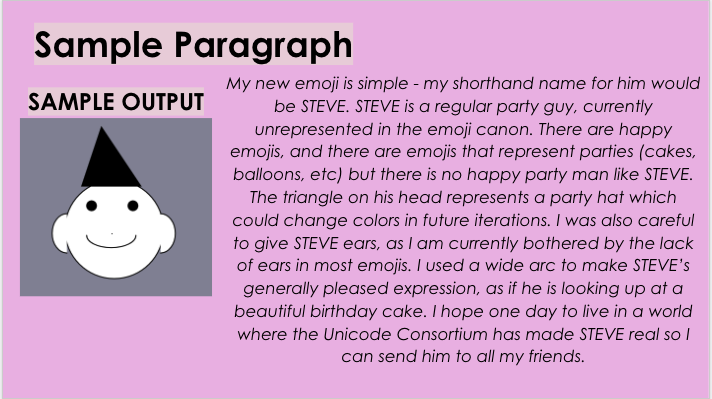 Sample Paragraph
SAMPLE OUTPUT
My new emoji is simple - my shorthand name for him would
be STEVE. STEVE is a regular party guy, currently
unrepresented in the emoji canon. There are happy
emojis, and there are emojis that represent parties (cakes,
balloons, etc) but there is no happy party man like STEVE.
The triangle on his head represents a party hat which
could change colors in future iterations. I was also careful
to give STEVE ears, as I am currently bothered by the lack
of ears in most emojis. I used a wide arc to make STEVE’s
generally pleased expression, as if he is looking up at a
beautiful birthday cake. I hope one day to live in a world
where the Unicode Consortium has made STEVE real so I
can send him to all my friends.